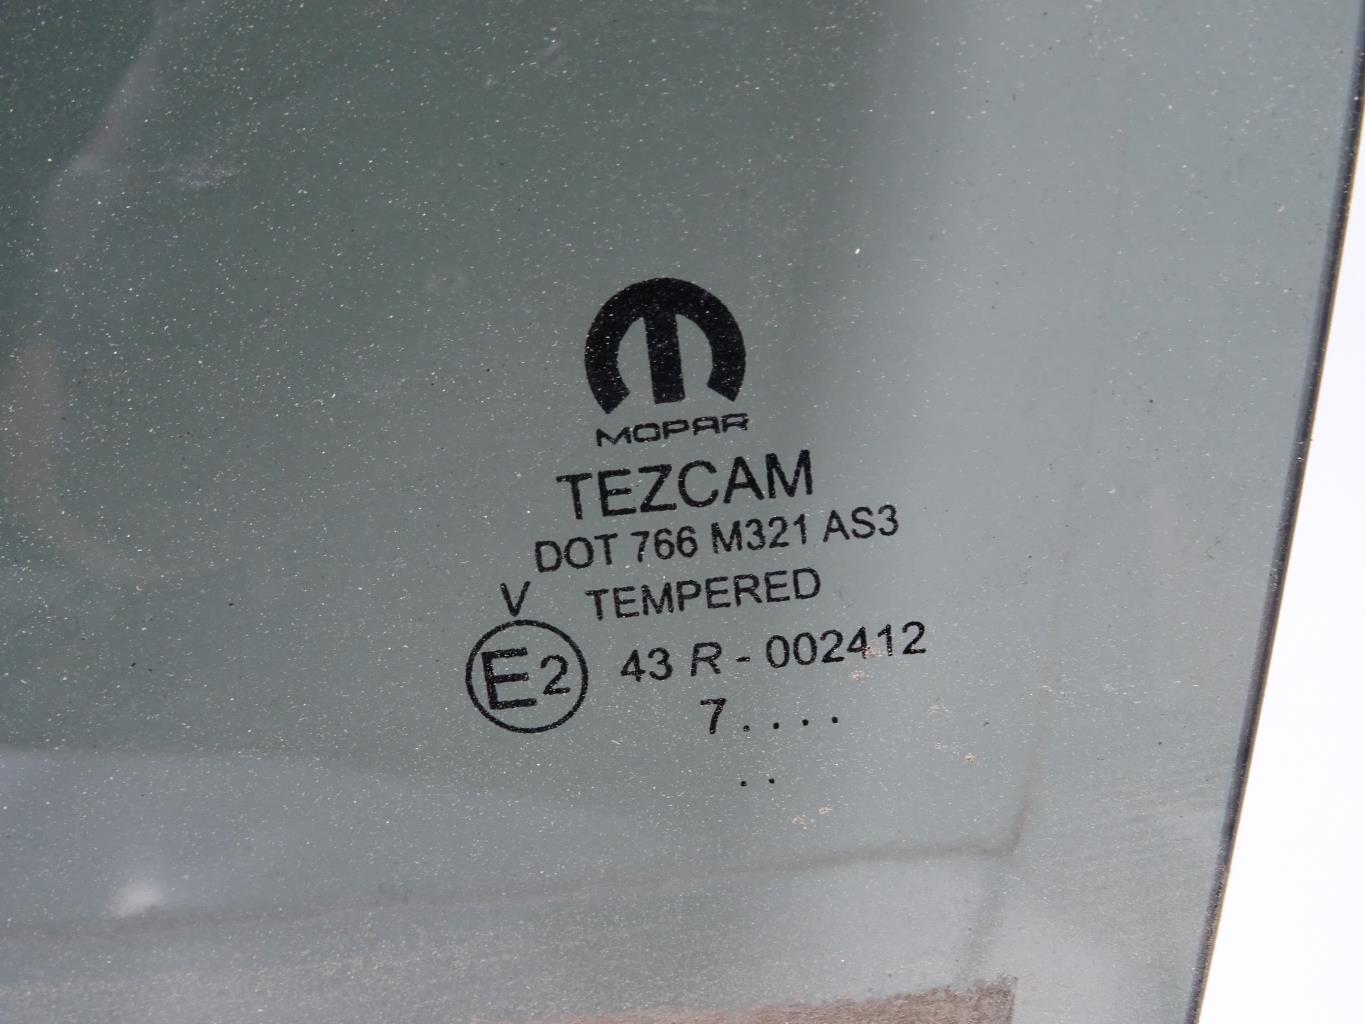 MOPAR
TEZCAM
DOT 766 M321 AS3
V TEMPERED
E2 43 R - 002412
7 . . . .
. .